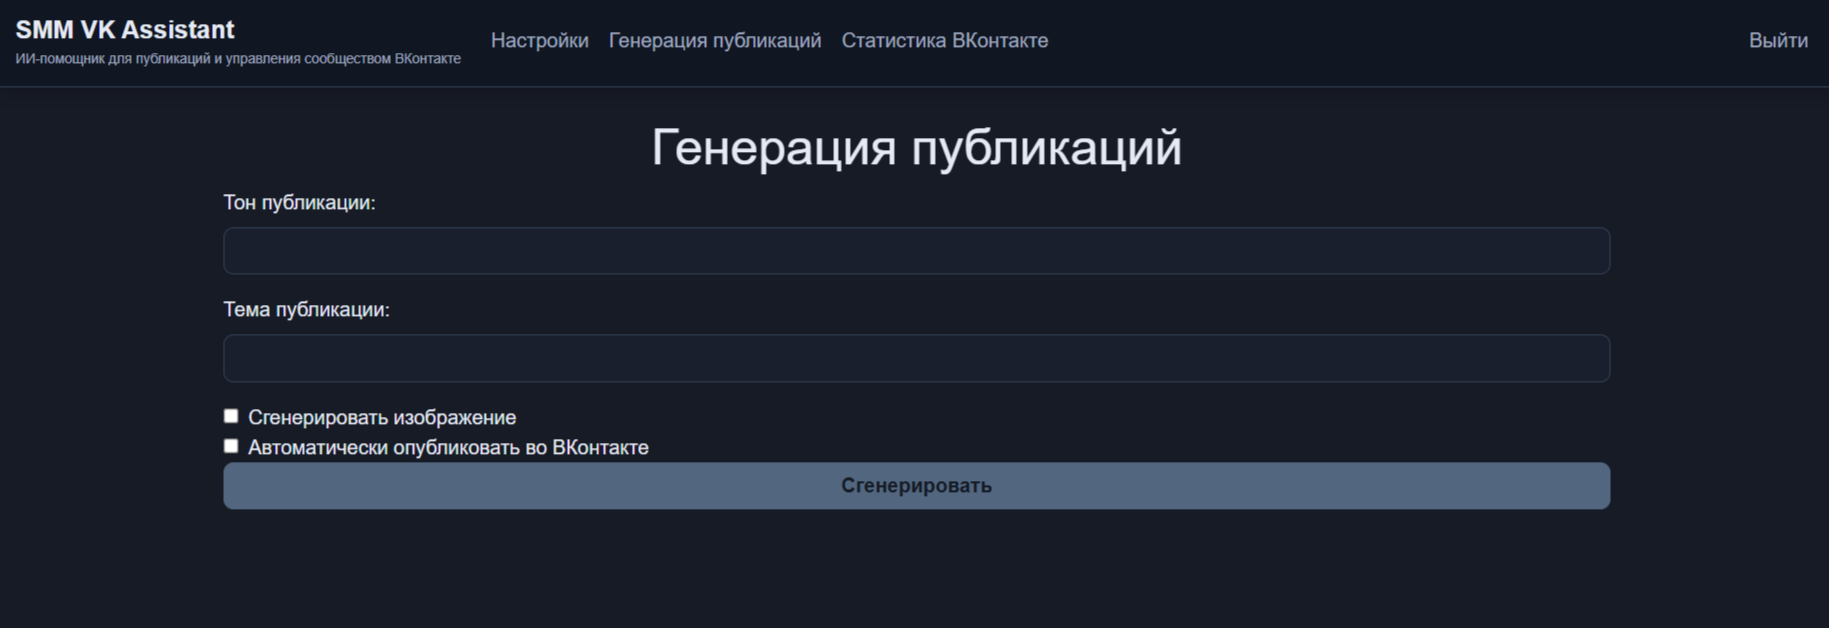 SMM VK Assistant
ИИ-помощник для публикаций и управления сообществом ВКонтакте
Настройки Генерация публикаций Статистика ВКонтакте
Выйти
Генерация публикаций
Тон публикации:
Тема публикации:
Сгенерировать изображение
Автоматически опубликовать во ВКонтакте
Сгенерировать